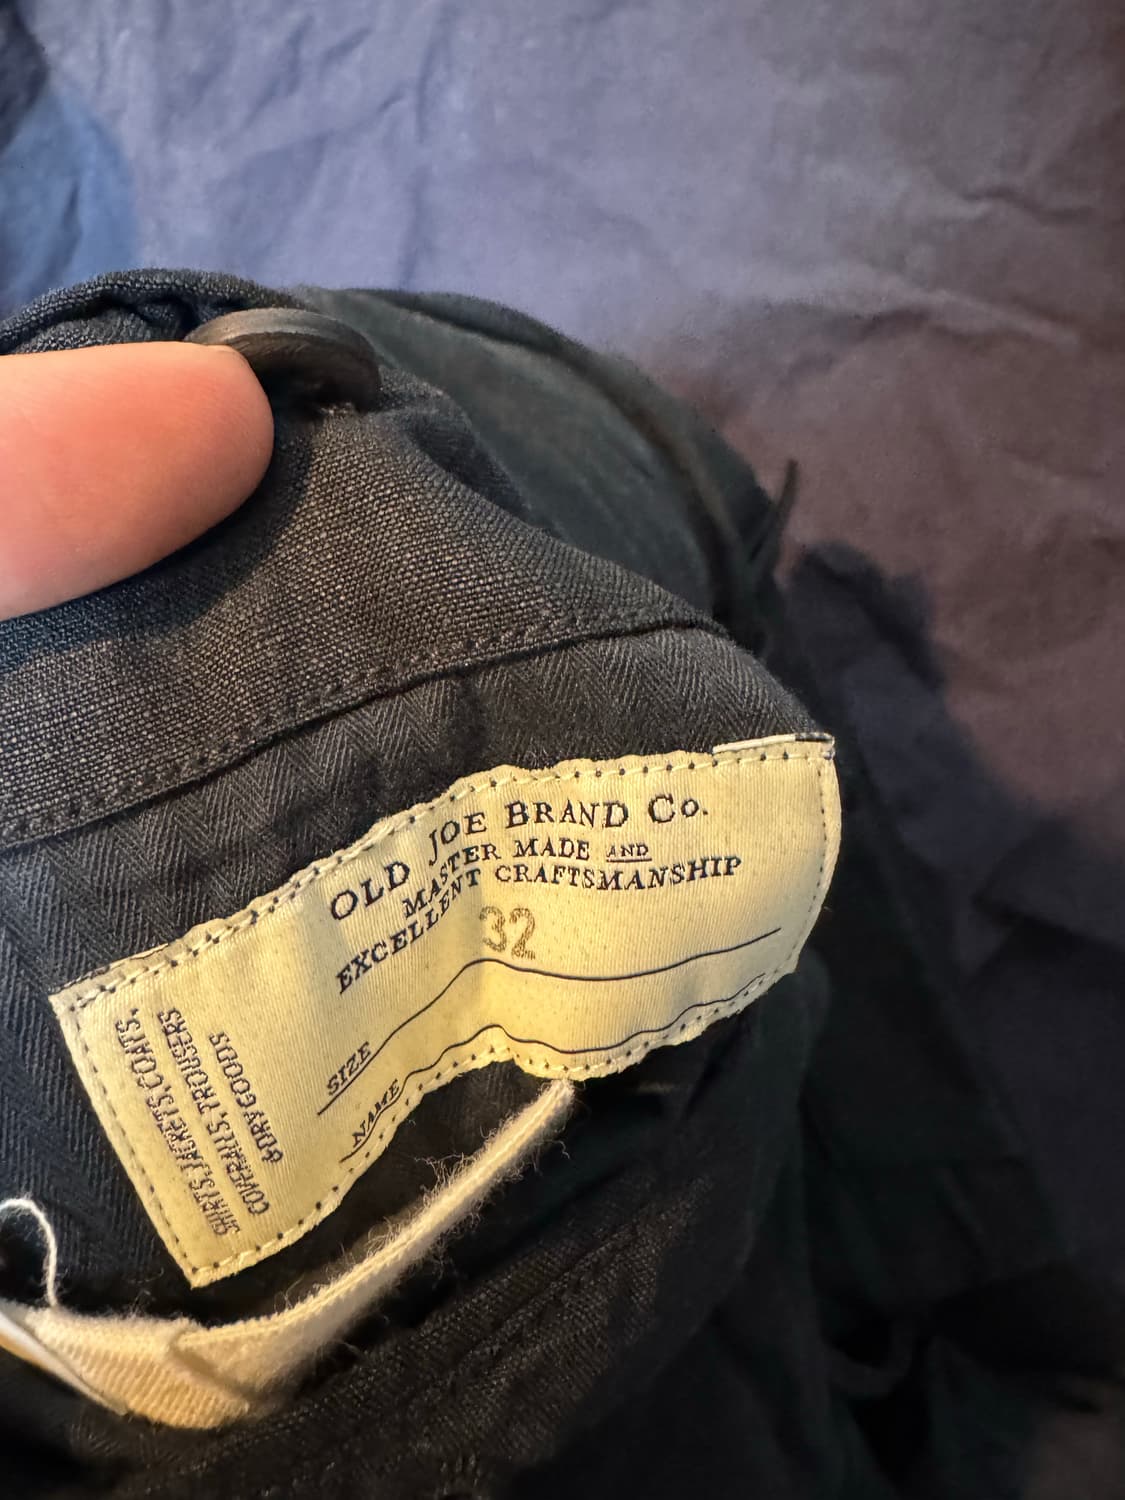 OLD JOE BRAND CO.
MASTER MADE AND
EXCELLENT CRAFTSMANSHIP
32
SIZE
NAME
SHIRTS, JACKETS, COATS,
COVERALLS, TROUSERS
& DRY GOODS